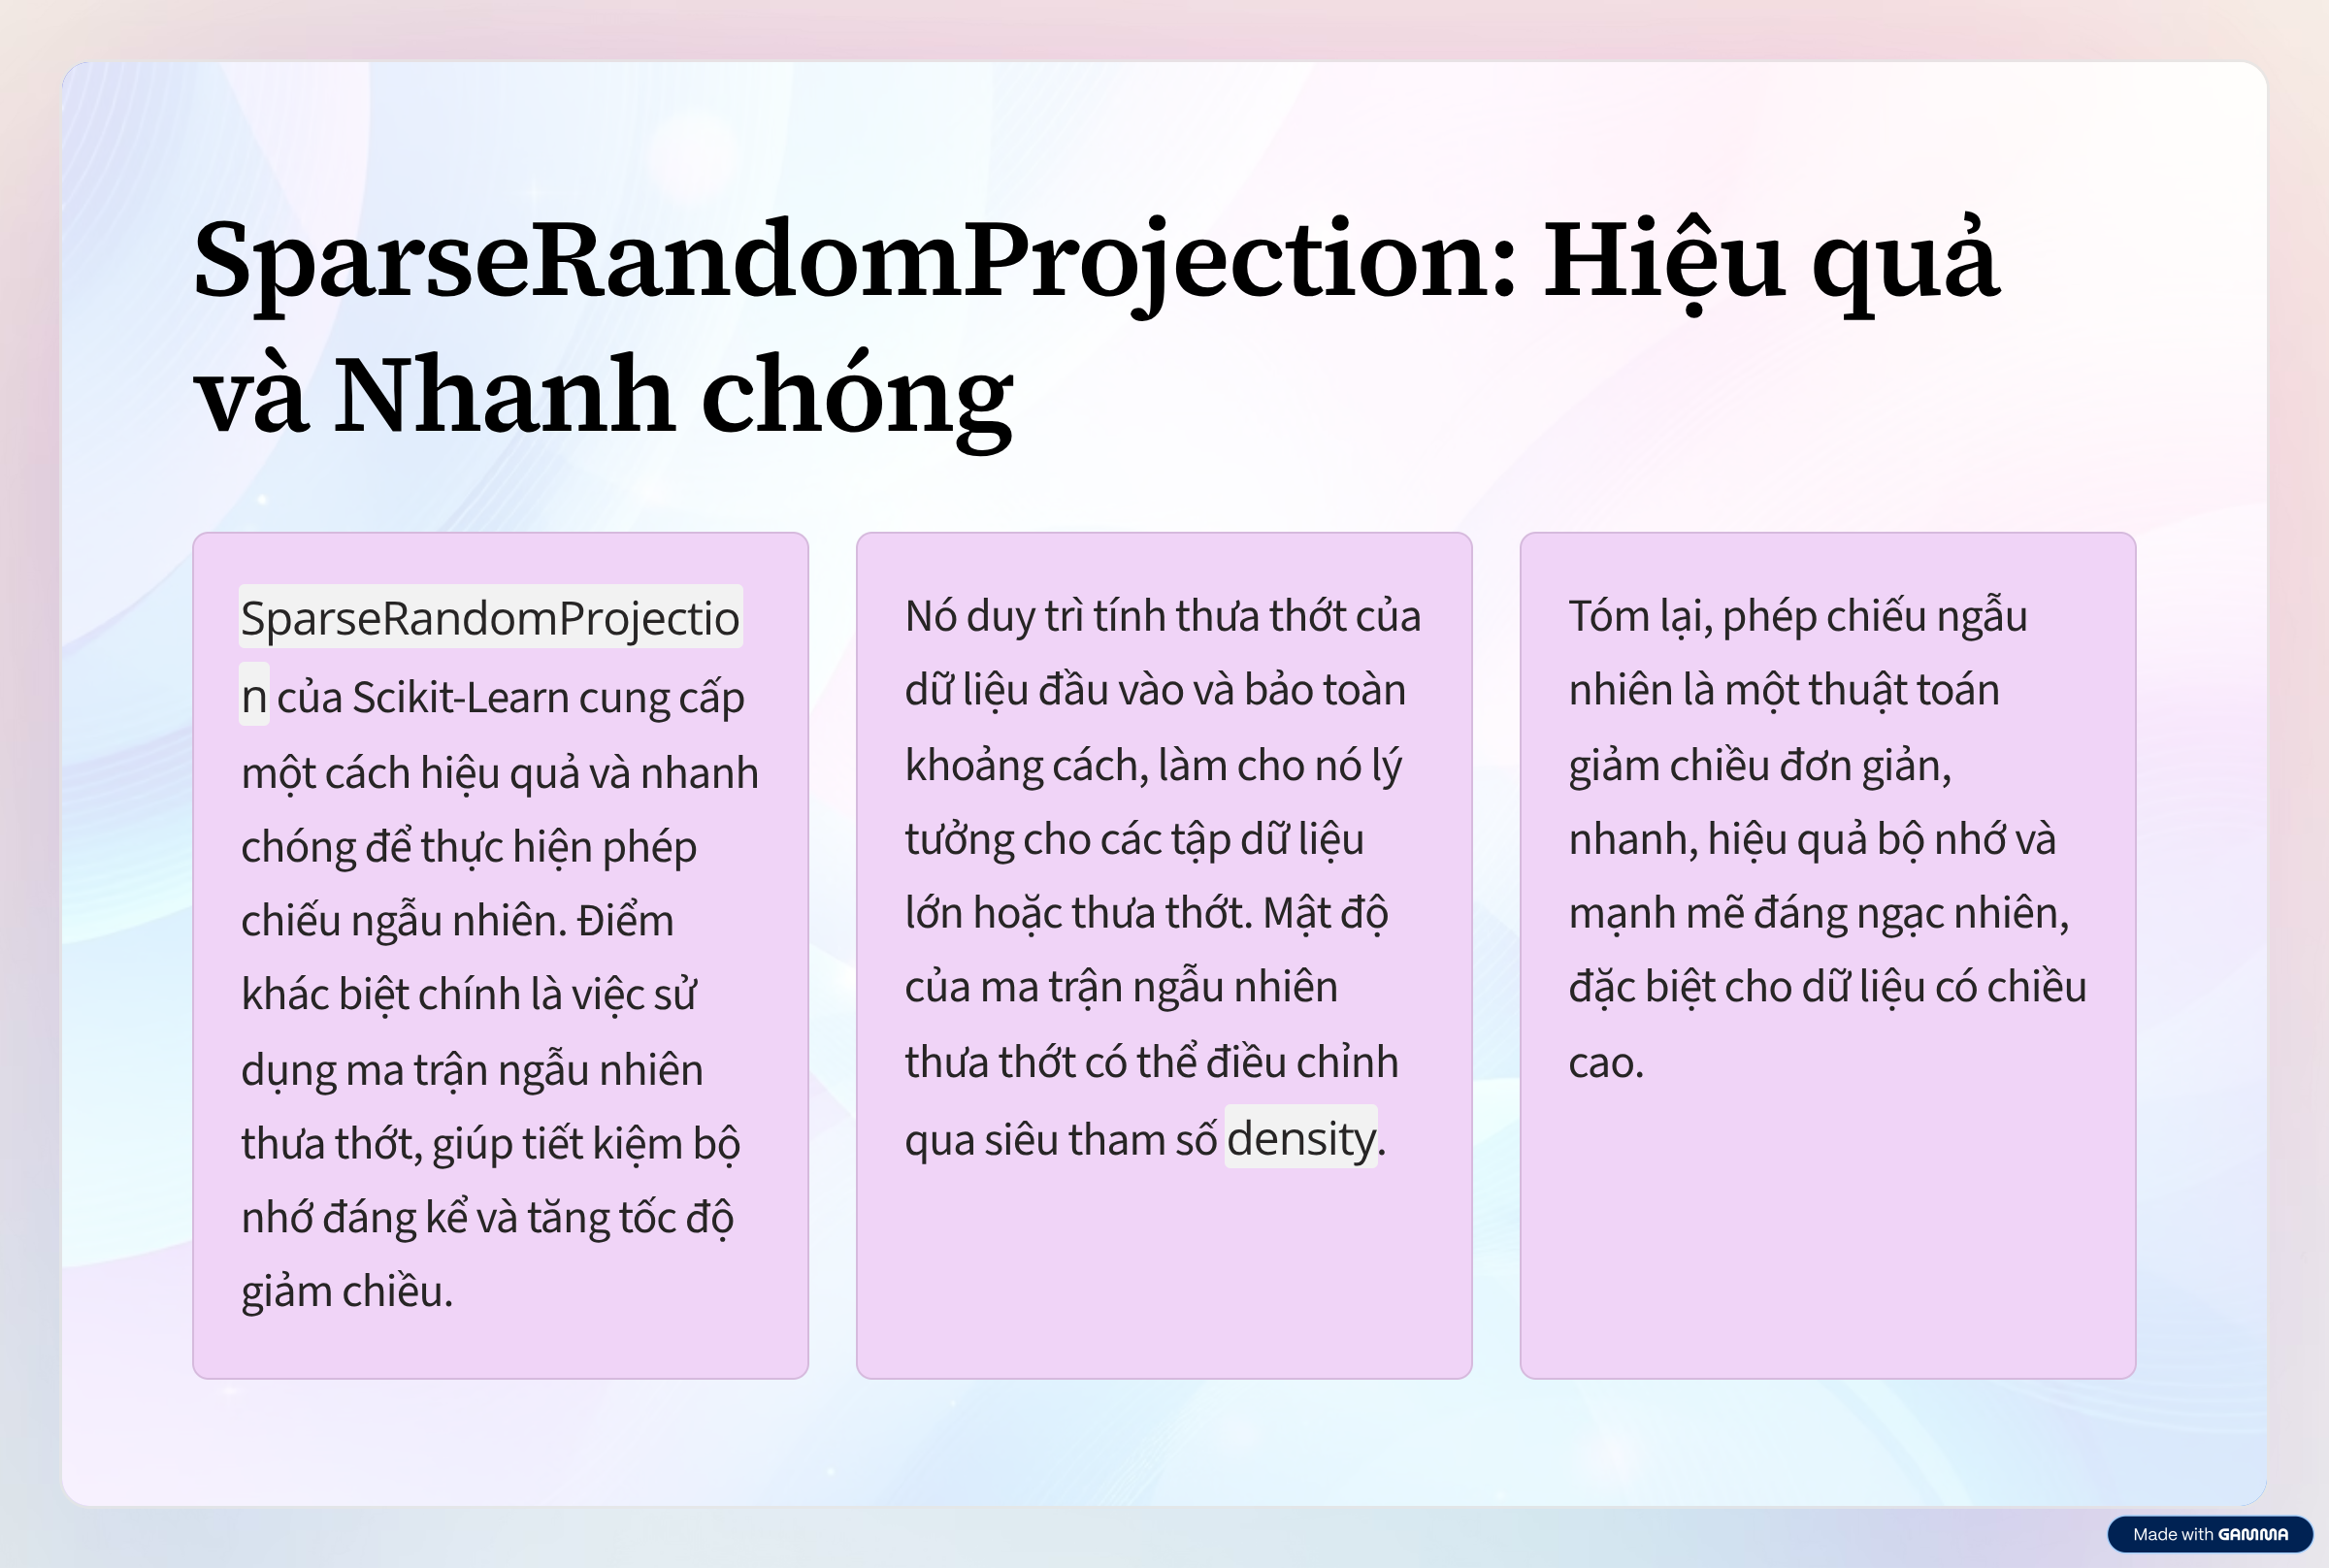 SparseRandomProjection: Hiệu quả
và Nhanh chóng
SparseRandomProjectio
n của Scikit-Learn cung cấp
một cách hiệu quả và nhanh
chóng để thực hiện phép
chiếu ngẫu nhiên. Điểm
khác biệt chính là việc sử
dụng ma trận ngẫu nhiên
thưa thớt, giúp tiết kiệm bộ
nhớ đáng kể và tăng tốc độ
giảm chiều.
Nó duy trì tính thưa thớt của
dữ liệu đầu vào và bảo toàn
khoảng cách, làm cho nó lý
tưởng cho các tập dữ liệu
lớn hoặc thưa thớt. Mật độ
của ma trận ngẫu nhiên
thưa thớt có thể điều chỉnh
qua siêu tham số density.
Tóm lại, phép chiếu ngẫu
nhiên là một thuật toán
giảm chiều đơn giản,
nhanh, hiệu quả bộ nhớ và
mạnh mẽ đáng ngạc nhiên,
đặc biệt cho dữ liệu có chiều
cao.
Made with GAMMA